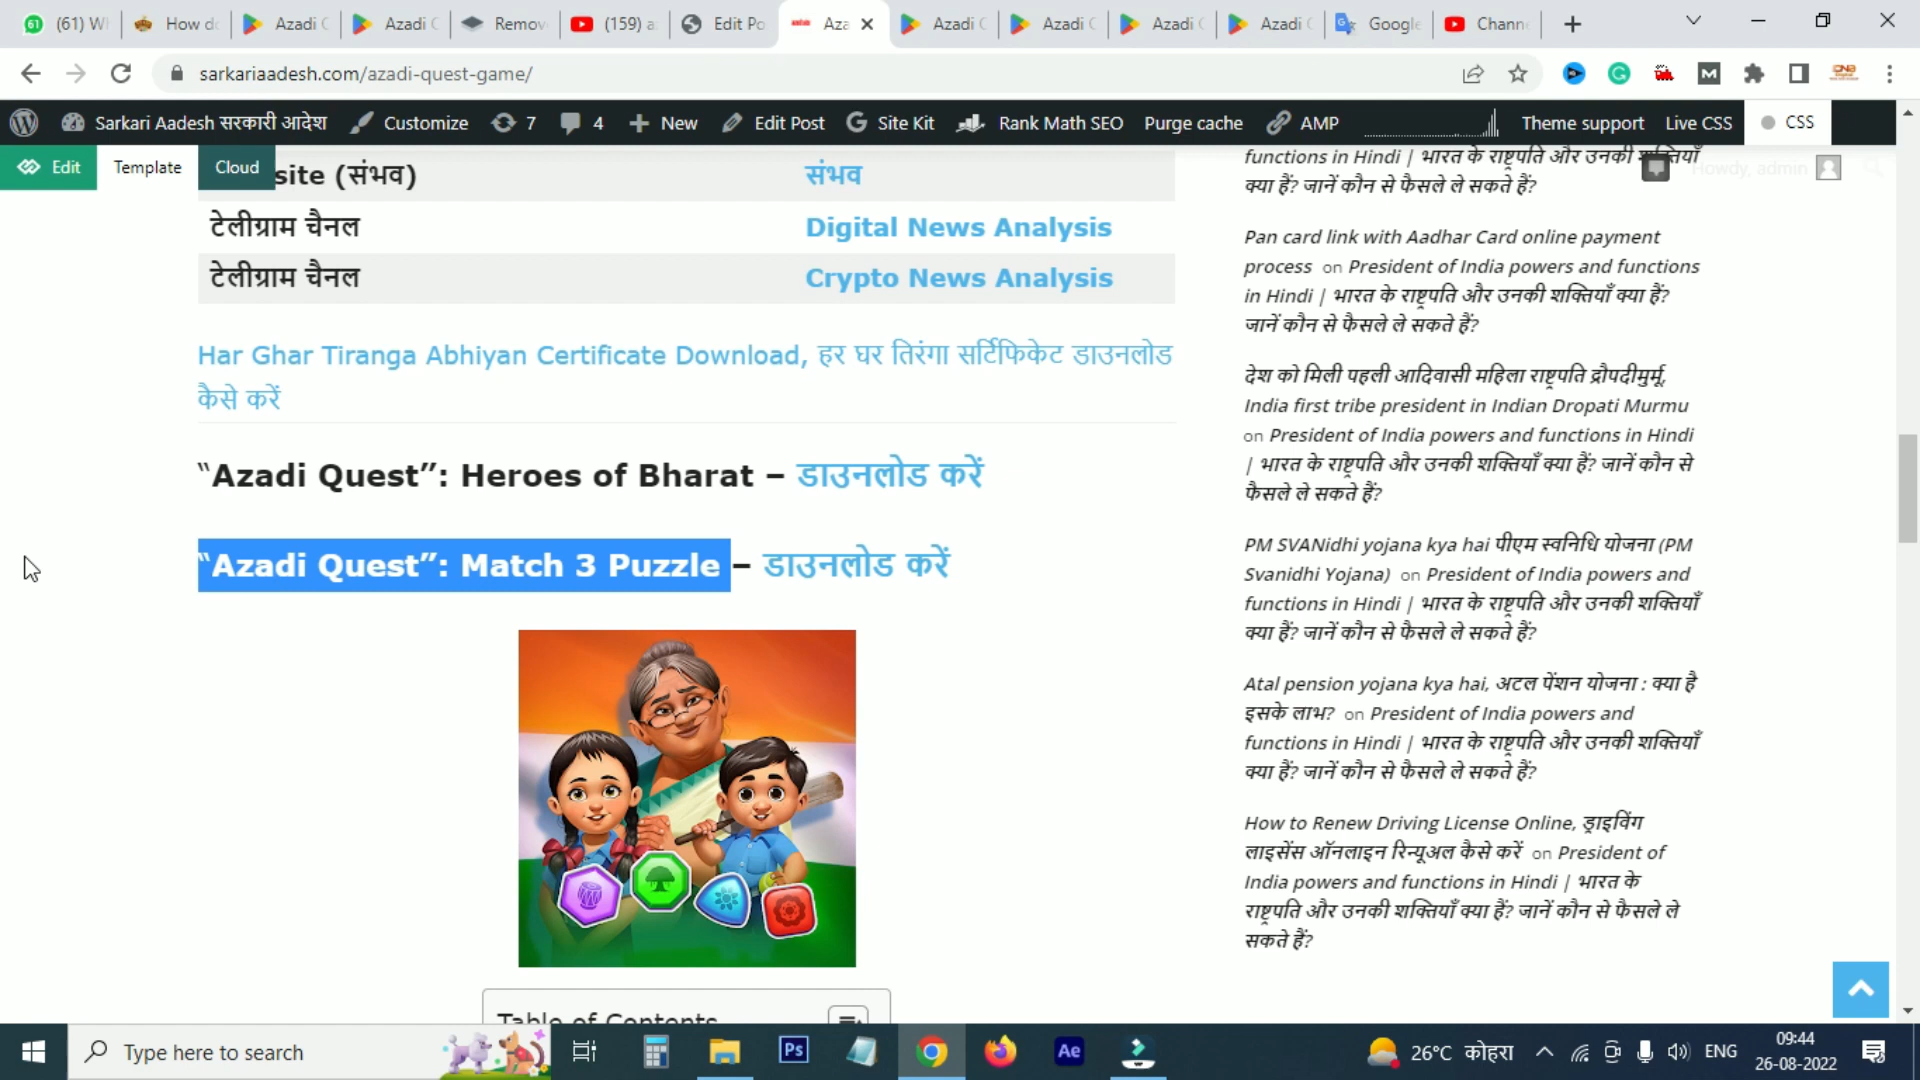 61
(61) W
How d
Azadi
Azadi
Remov
(159) a
Edit Po
Aza
Azadi
Azadi
Azadi
Azadi
Google
Chann
sarkariaadesh.com/azadi-quest-game/
Sarkari Aadesh सरकारी आदेश
Customize
7
4
New
Edit Post
Site Kit
Rank Math SEO
Purge cache
AMP
Theme support
Live CSS
CSS
Edit
Template
Cloud
Howdy, admin
site (संभव)
संभव
टेलीग्राम चैनल
Digital News Analysis
टेलीग्राम चैनल
Crypto News Analysis
Har Ghar Tiranga Abhiyan Certificate Download, हर घर तिरंगा सर्टिफिकेट डाउनलोड
कैसे करें
“Azadi Quest”: Heroes of Bharat – डाउनलोड करें
“Azadi Quest”: Match 3 Puzzle – डाउनलोड करें
Table of Contents
functions in Hindi | भारत के राष्ट्रपति और उनकी शक्तियाँ
क्या हैं? जानें कौन से फैसले ले सकते हैं?
Pan card link with Aadhar Card online payment
process on President of India powers and functions
in Hindi | भारत के राष्ट्रपति और उनकी शक्तियाँ क्या हैं?
जानें कौन से फैसले ले सकते हैं?
देश को मिली पहली आदिवासी महिला राष्ट्रपति द्रौपदीमुर्मू,
India first tribe president in Indian Dropati Murmu
on President of India powers and functions in Hindi
| भारत के राष्ट्रपति और उनकी शक्तियाँ क्या हैं? जानें कौन से
फैसले ले सकते हैं?
PM SVANidhi yojana kya hai पीएम स्वनिधि योजना (PM
Svanidhi Yojana) on President of India powers and
functions in Hindi | भारत के राष्ट्रपति और उनकी शक्तियाँ
क्या हैं? जानें कौन से फैसले ले सकते हैं?
Atal pension yojana kya hai, अटल पेंशन योजना : क्या है
इसके लाभ? on President of India powers and
functions in Hindi | भारत के राष्ट्रपति और उनकी शक्तियाँ
क्या हैं? जानें कौन से फैसले ले सकते हैं?
How to Renew Driving License Online, ड्राइविंग
लाइसेंस ऑनलाइन रिन्यूअल कैसे करें on President of
India powers and functions in Hindi | भारत के
राष्ट्रपति और उनकी शक्तियाँ क्या हैं? जानें कौन से फैसले ले
सकते हैं?
Type here to search
Ps
Ae
26°C कोहरा
ENG
09:44
26-08-2022